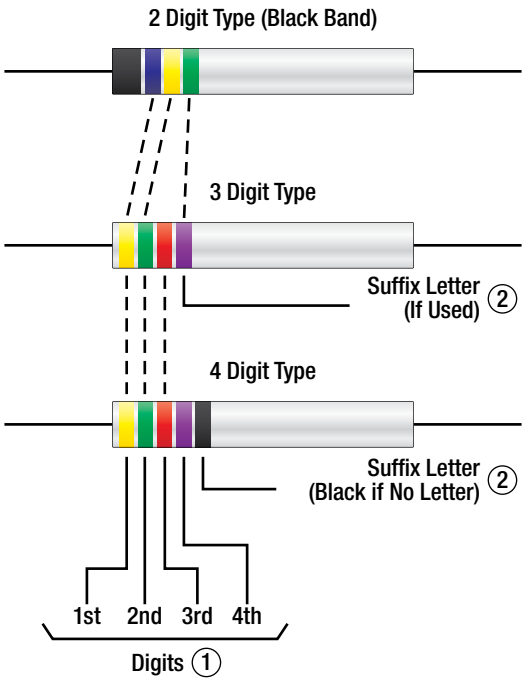 2 Digit Type (Black Band)
3 Digit Type
Suffix Letter
(If Used) ②
4 Digit Type
Suffix Letter
(Black if No Letter) ②
1st 2nd 3rd 4th
Digits ①